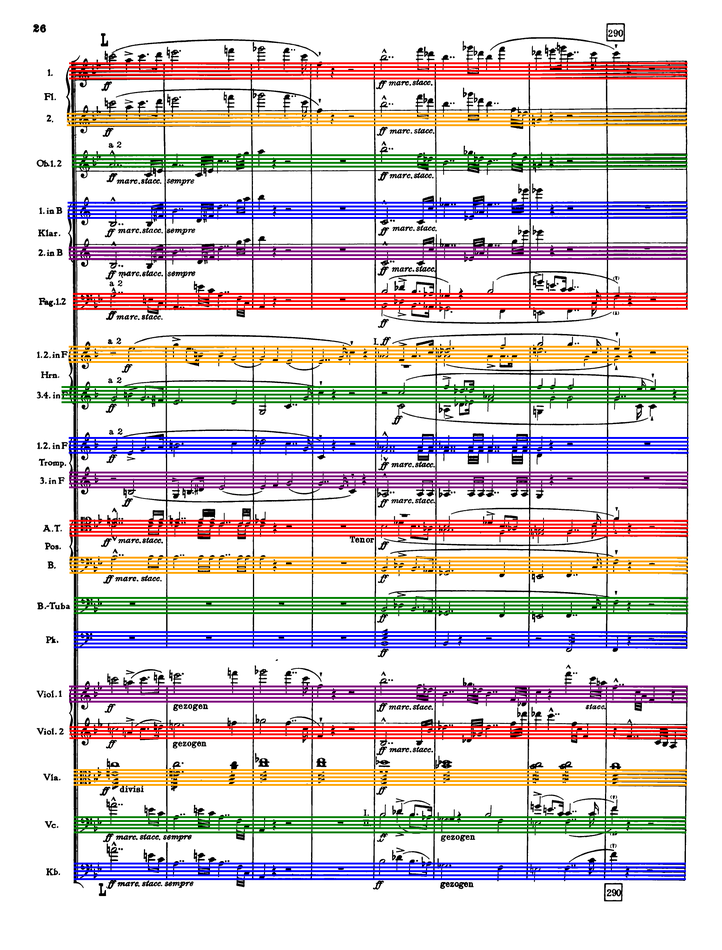 26
L
290
1.
ff
ff marc. stacc.
Fl.
2.
ff
ff marc. stacc.
a 2
Ob.1.2
ff marc. stacc. sempre
ff marc. stacc.
1. in B
ff marc. stacc. sempre
ff marc. stacc.
Klar.
2. in B
ff marc. stacc. sempre
ff marc. stacc.
a 2
Fag.1.2
ff marc. stacc.
ff
a 2
I. ff
1.2. in F
ff
Hrn.
a 2
ff
3.4. in F
ff
ff
a 2
1.2. in F
ff
ff marc. stacc.
Tromp.
3. in F
ff
ff marc. stacc.
A.T.
ff marc. stacc.
Tenor
ff
Pos.
B.
ff marc. stacc.
ff
B.-Tuba
ff
Pk.
ff
Viol. 1
ff
gezogen
ff marc. stacc.
stacc.
Viol. 2
ff
gezogen
ff marc. stacc.
Vla.
ff divisi
ff
Vc.
I.
ff marc. stacc. sempre
ff
gezogen
Kb.
L
ff marc. stacc. sempre
ff
gezogen
290